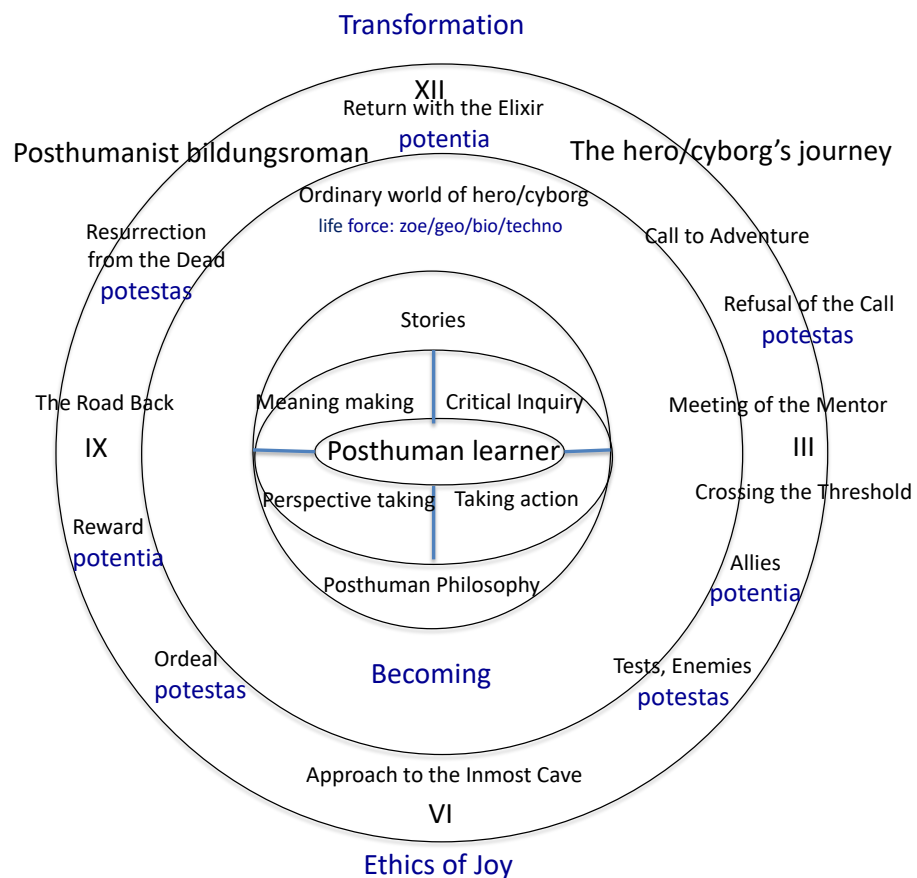 Transformation
XII
Return with the Elixir
potentia
Posthumanist bildungsroman
The hero/cyborg's journey
Ordinary world of hero/cyborg
life force: zoe/geo/bio/techno
Resurrection
from the Dead
potestas
Call to Adventure
Refusal of the Call
potestas
Stories
The Road Back
Meaning making
Critical Inquiry
Meeting of the Mentor
IX
Posthuman learner
III
Perspective taking
Taking action
Crossing the Threshold
Reward
potentia
Allies
potentia
Posthuman Philosophy
Ordeal
potestas
Becoming
Tests, Enemies
potestas
Approach to the Inmost Cave
VI
Ethics of Joy